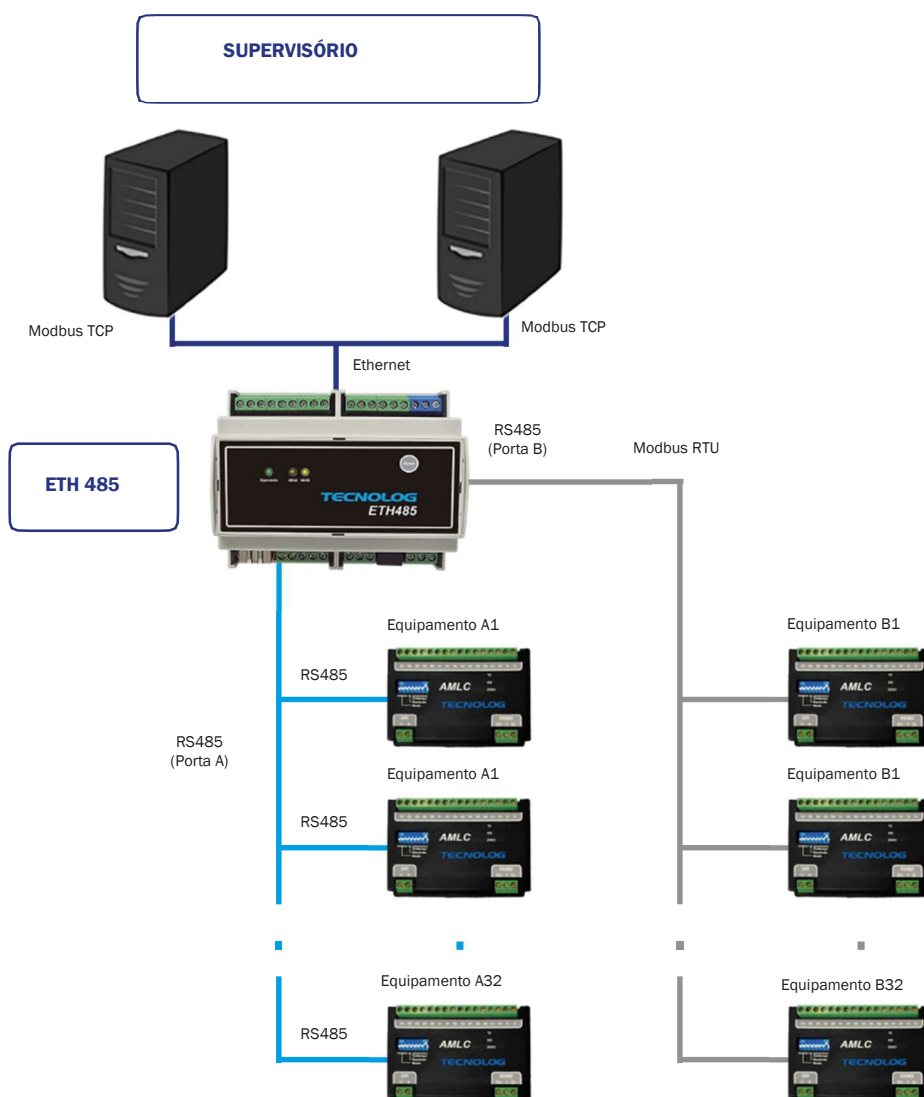 SUPERVISÓRIO
Modbus TCP
Modbus TCP
Ethernet
RS485
(Porta B)
Modbus RTU
ETH 485
TECNOLOG
ETH485
Equipamento A1
Equipamento B1
RS485
AMLC
TECNOLOG
AMLC
TECNOLOG
RS485
(Porta A)
Equipamento A1
Equipamento B1
RS485
AMLC
TECNOLOG
AMLC
TECNOLOG
Equipamento A32
Equipamento B32
RS485
AMLC
TECNOLOG
AMLC
TECNOLOG